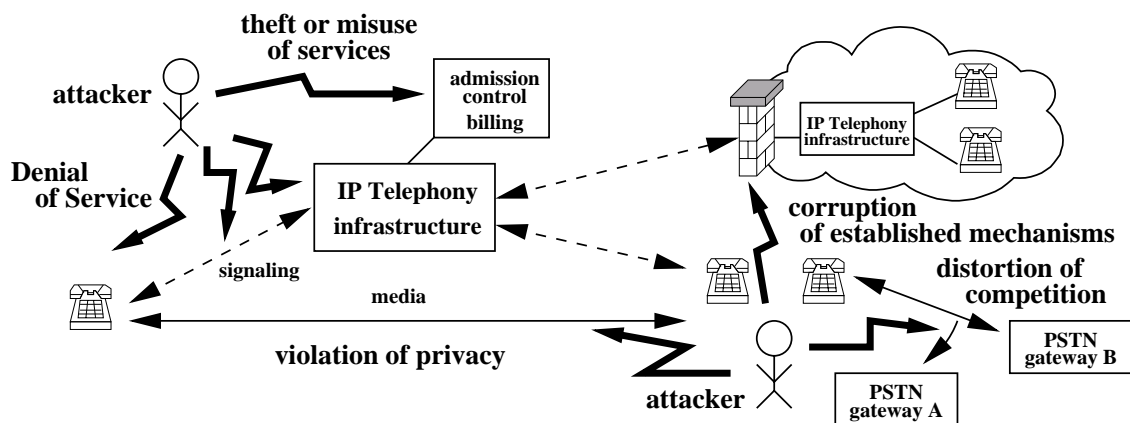 theft or misuse
of services
attacker
admission
control
billing
IP Telephony
infrastructure
Denial
of Service
IP Telephony
infrastructure
corruption
of established mechanisms
signaling
distortion of
competition
media
violation of privacy
PSTN
gateway B
attacker
PSTN
gateway A